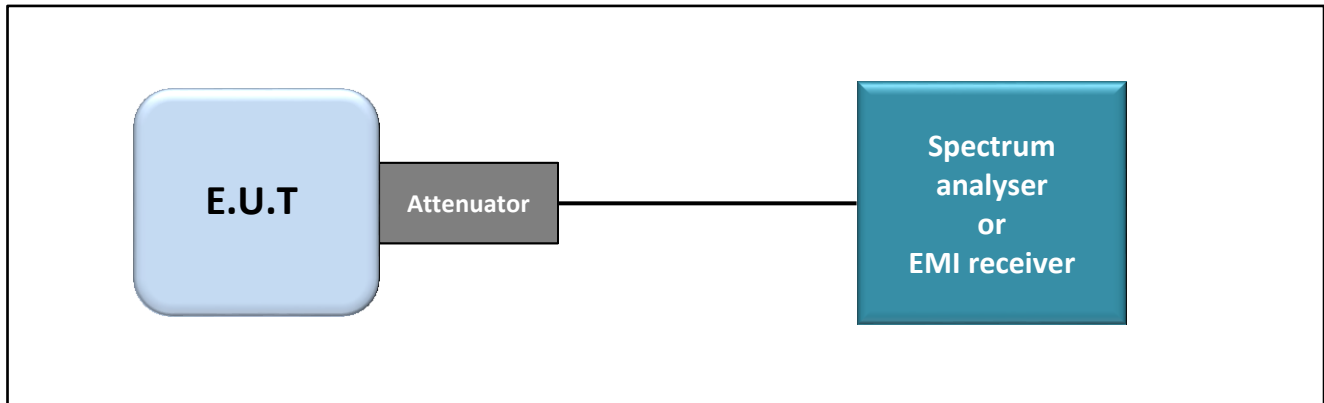 E.U.T
Attenuator
Spectrum
analyser
or
EMI receiver